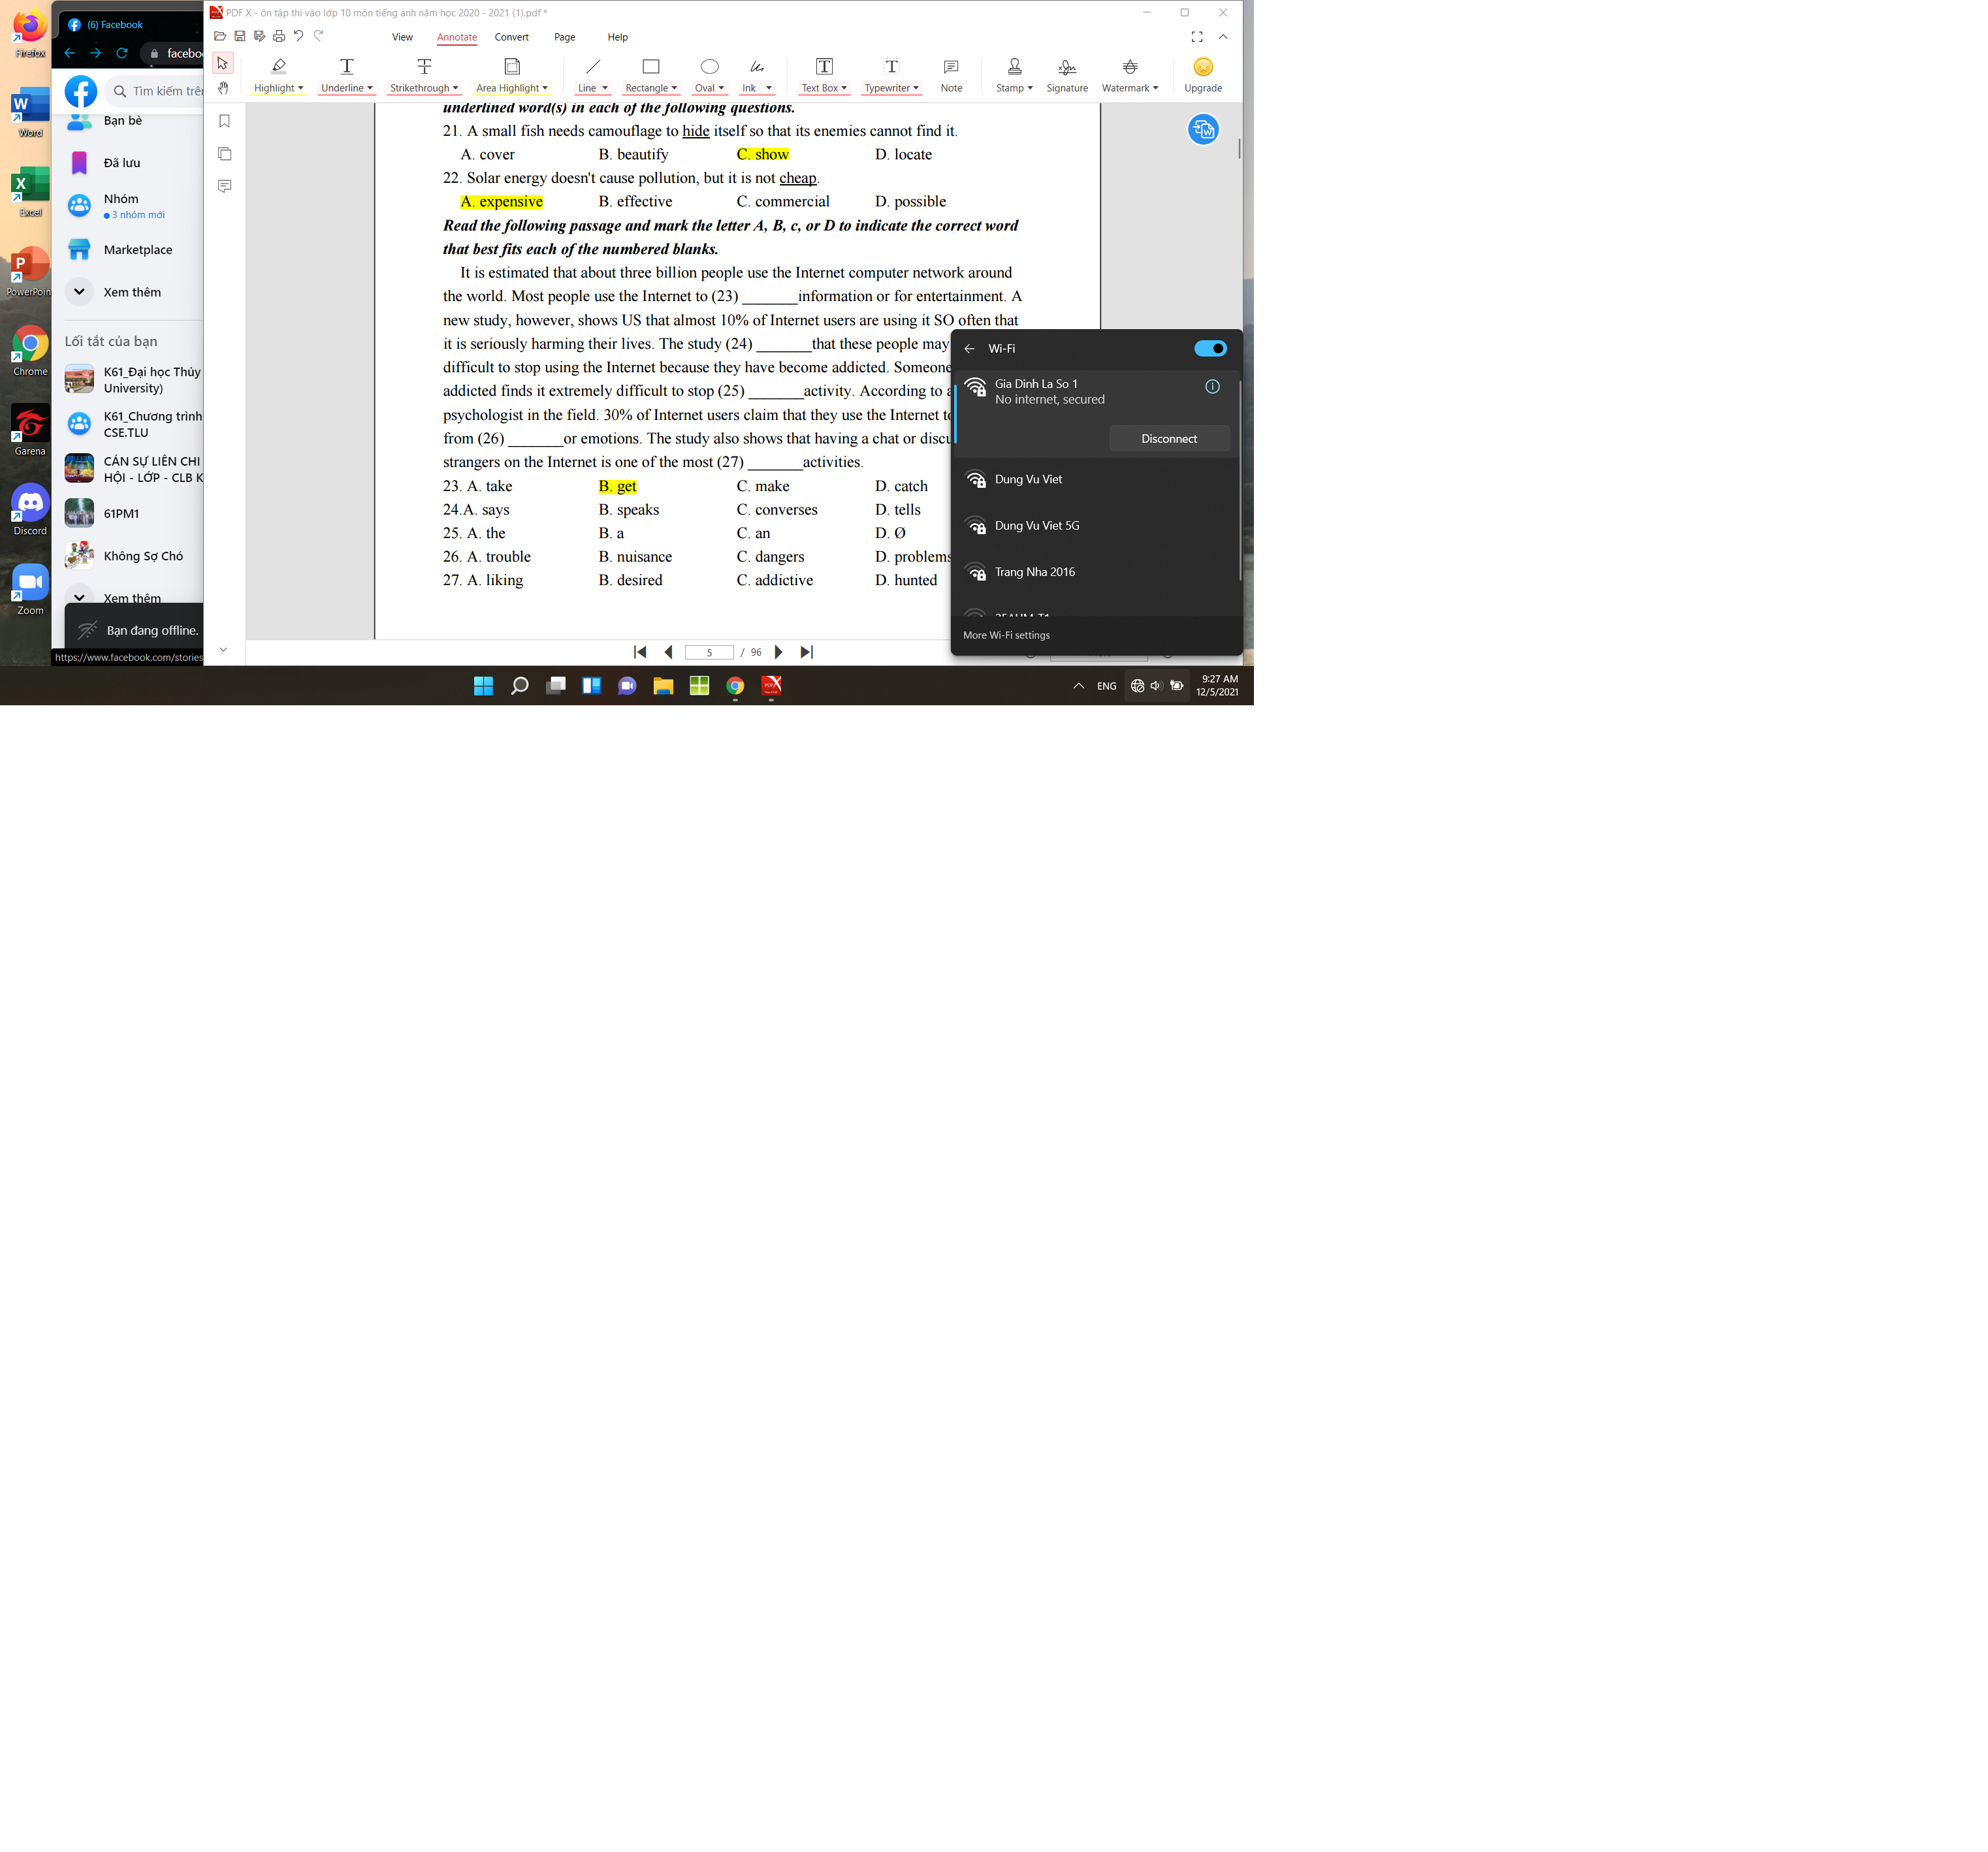 Firefox
Word
Excel
PowerPoin
Chrome
Garena
Discord
Zoom
(6) Facebook
facebo
Tìm kiếm trên
Bạn bè
Đã lưu
Nhóm
3 nhóm mới
Marketplace
Xem thêm
Lối tắt của bạn
K61_Đại học Thủy
University)
K61_Chương trình
CSE.TLU
CÁN SỰ LIÊN CHI
HỘI - LỚP - CLB K
61PM1
Không Sợ Chó
Xem thêm
Bạn đang offline.
https://www.facebook.com/stories
PDF X - ôn tập thi vào lớp 10 môn tiếng anh năm học 2020 - 2021 (1).pdf *
View Annotate Convert Page Help
Highlight Underline Strikethrough Area Highlight Line Rectangle Oval Ink Text Box Typewriter Note Stamp Signature Watermark Upgrade
underlined word(s) in each of the following questions.
21. A small fish needs camouflage to hide itself so that its enemies cannot find it.
A. cover B. beautify C. show D. locate
22. Solar energy doesn't cause pollution, but it is not cheap.
A. expensive B. effective C. commercial D. possible
Read the following passage and mark the letter A, B, c, or D to indicate the correct word
that best fits each of the numbered blanks.
It is estimated that about three billion people use the Internet computer network around
the world. Most people use the Internet to (23) _______information or for entertainment. A
new study, however, shows US that almost 10% of Internet users are using it SO often that
it is seriously harming their lives. The study (24) _______that these people may
difficult to stop using the Internet because they have become addicted. Someone
addicted finds it extremely difficult to stop (25) _______activity. According to a
psychologist in the field. 30% of Internet users claim that they use the Internet to
from (26) _______or emotions. The study also shows that having a chat or discu
strangers on the Internet is one of the most (27) _______activities.
23. A. take B. get C. make D. catch
24.A. says B. speaks C. converses D. tells
25. A. the B. a C. an D. Ø
26. A. trouble B. nuisance C. dangers D. problems
27. A. liking B. desired C. addictive D. hunted
5 / 96
Wi-Fi
Gia Dinh La So 1
No internet, secured
Disconnect
Dung Vu Viet
Dung Vu Viet 5G
Trang Nha 2016
More Wi-Fi settings
ENG
9:27 AM
12/5/2021